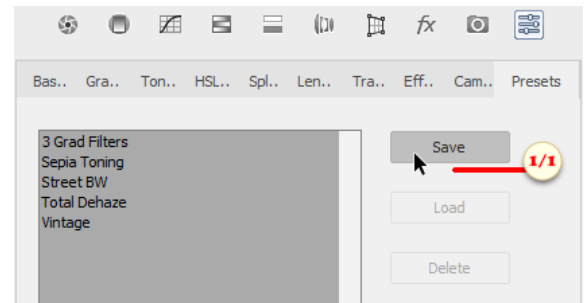 fx
Bas.. Gra.. Ton.. HSL.. Spl.. Len.. Tra.. Eff.. Cam.. Presets
3 Grad Filters
Sepia Toning
Street BW
Total Dehaze
Vintage
Save
1/1
Load
Delete